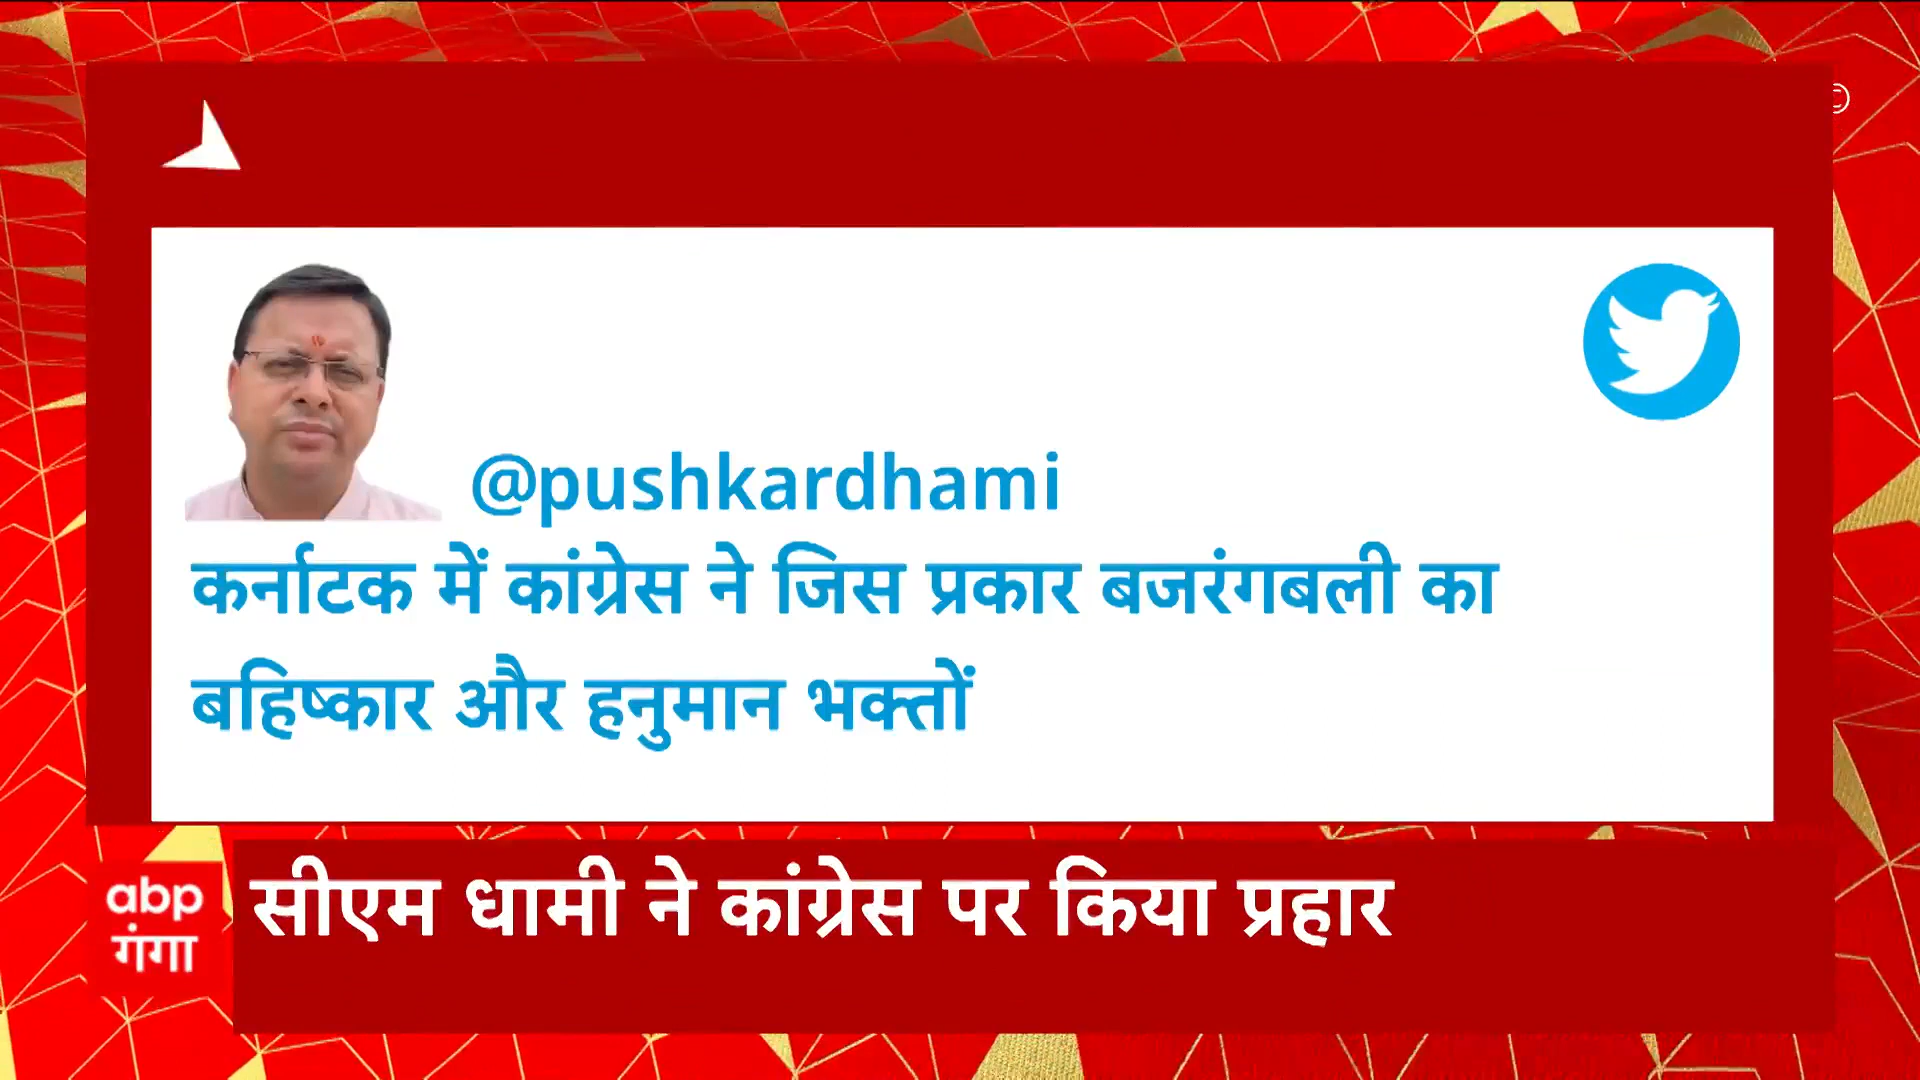 ©
@pushkardhami
कर्नाटक में कांग्रेस ने जिस प्रकार बजरंगबली का
बहिष्कार और हनुमान भक्तों
abp
गंगा
सीएम धामी ने कांग्रेस पर किया प्रहार